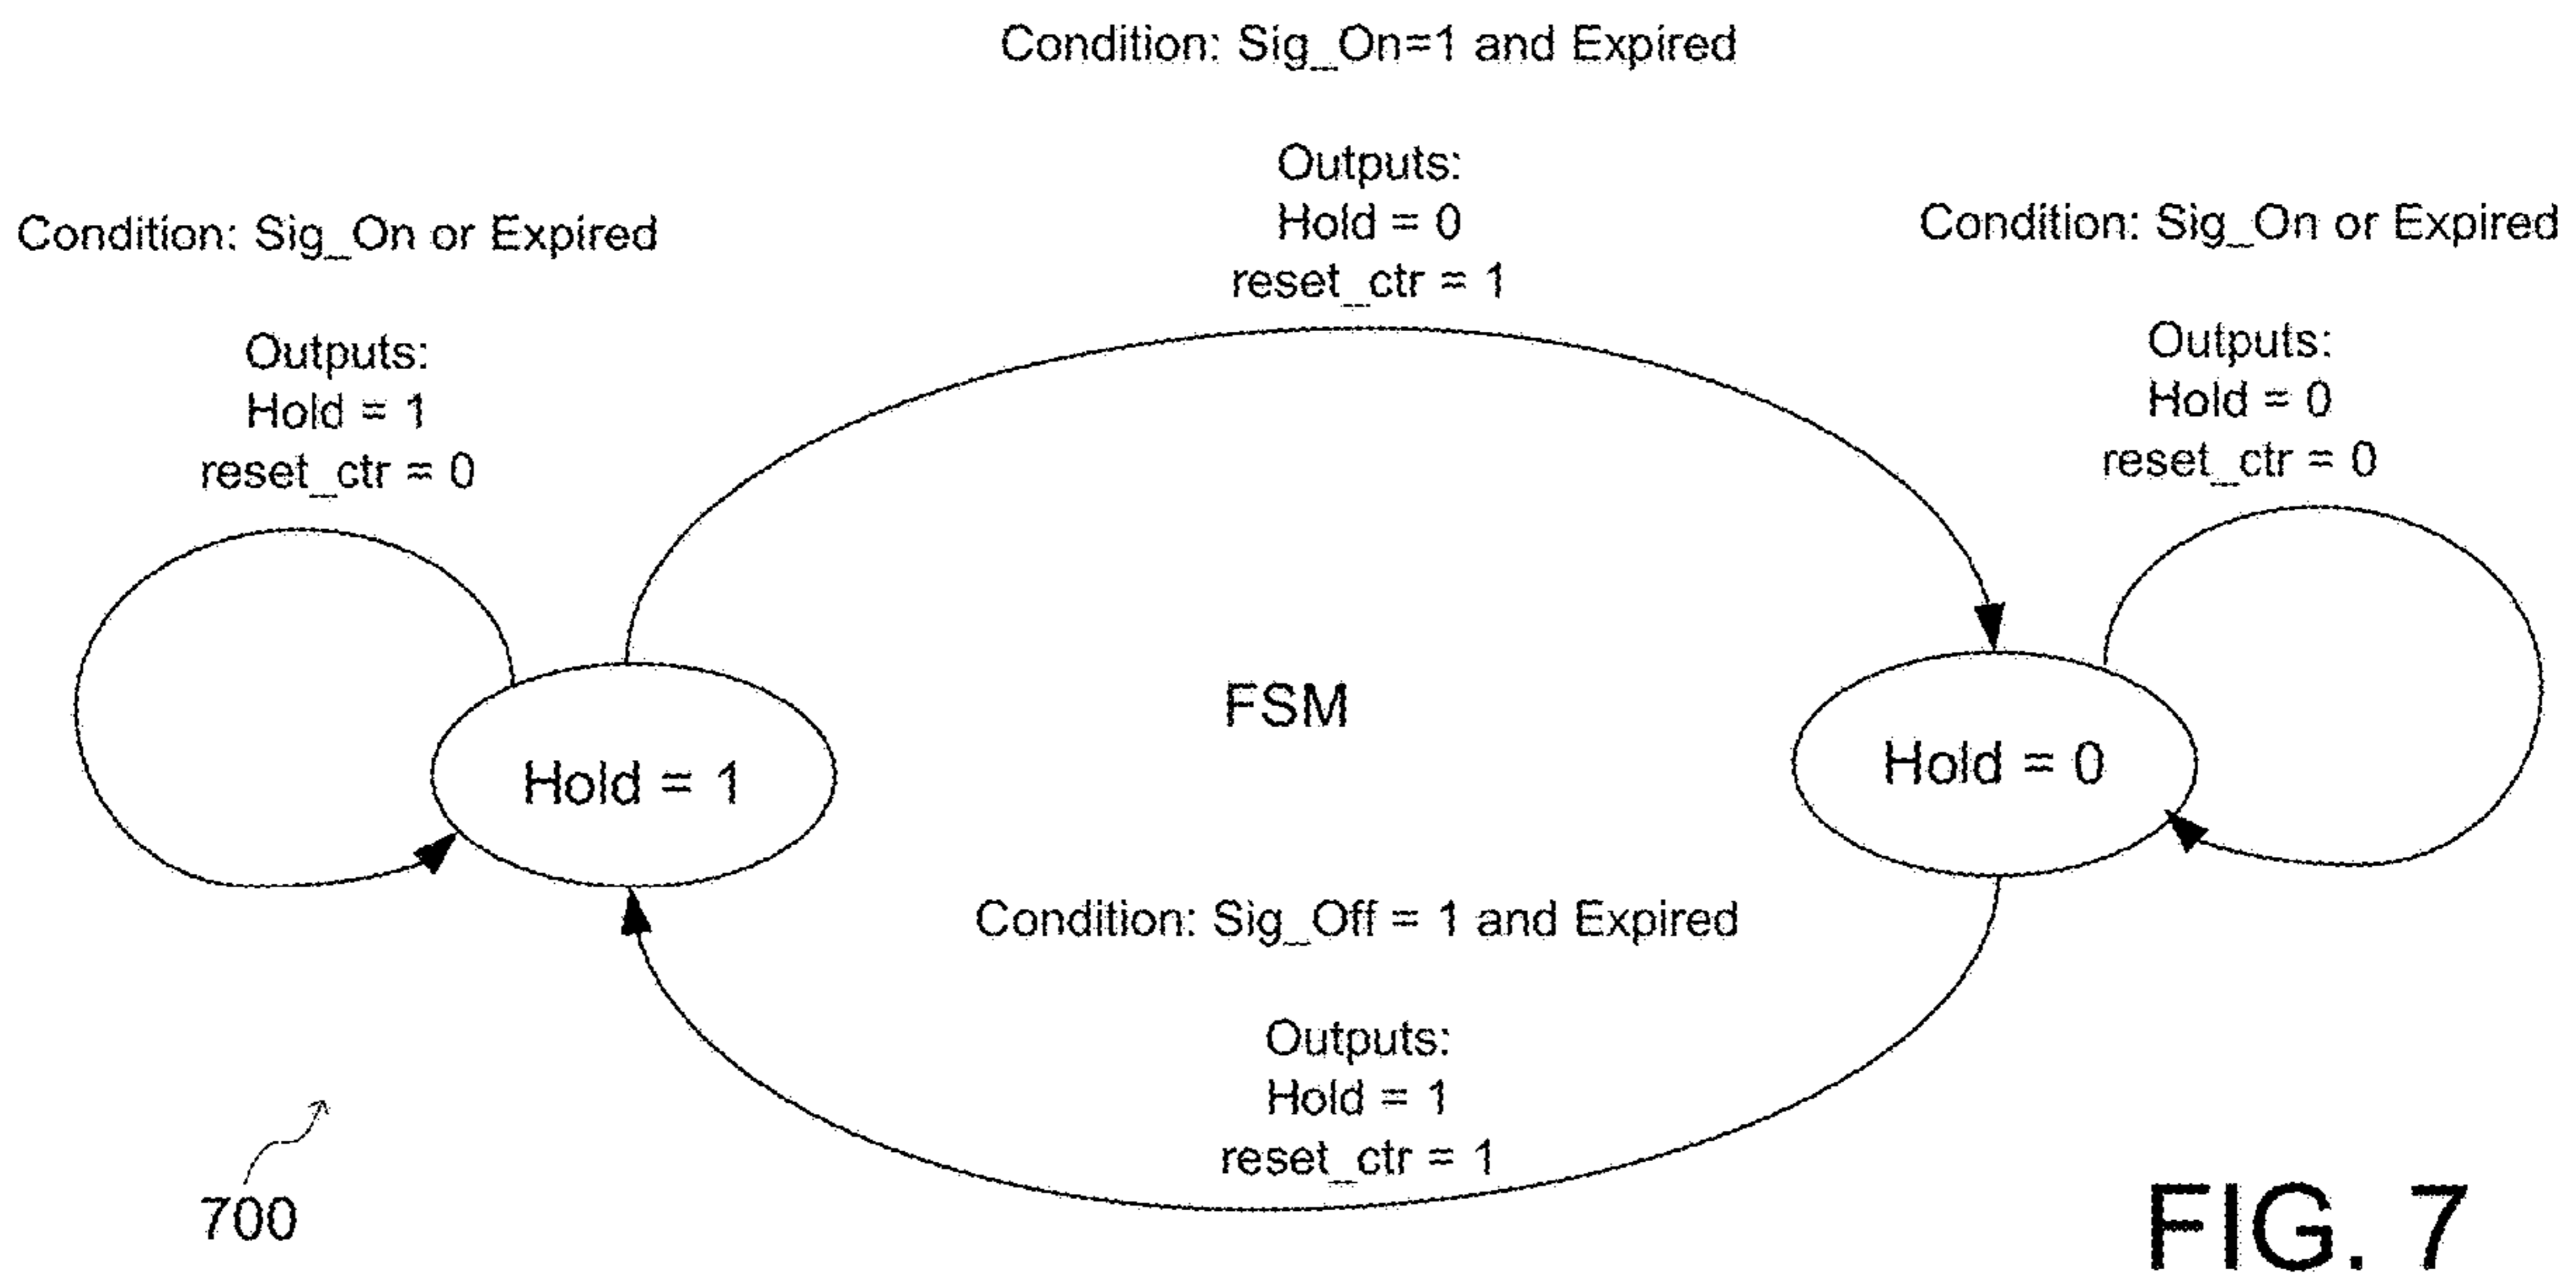 Condition: Sig_On=1 and Expired
Outputs:
Hold = 0
reset_ctr = 1
Condition: Sig_On or Expired
Outputs:
Hold = 1
reset_ctr = 0
Condition: Sig_On or Expired
Outputs:
Hold = 0
reset_ctr = 0
Hold = 1
FSM
Hold = 0
Condition: Sig_Off = 1 and Expired
Outputs:
Hold = 1
reset_ctr = 1
700
FIG. 7